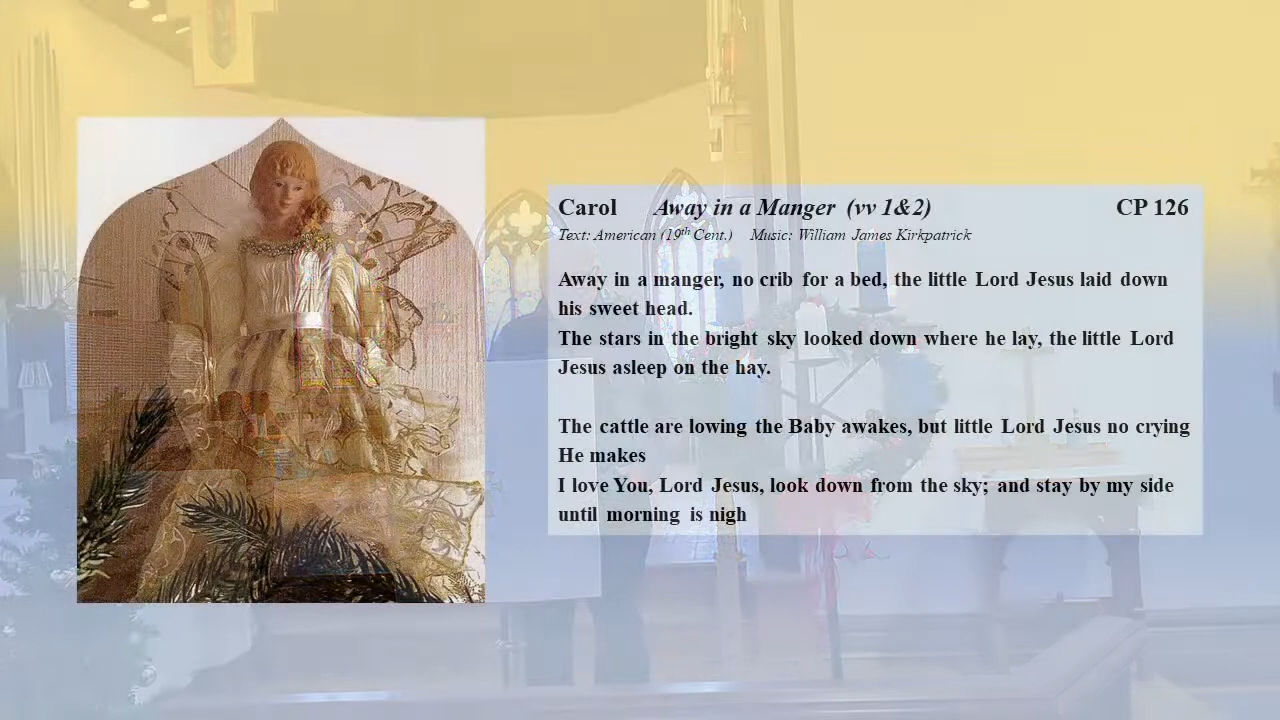 Carol Away in a Manger (vv 1&2) CP 126
Text: American (19th Cent.) Music: William James Kirkpatrick
Away in a manger, no crib for a bed, the little Lord Jesus laid down
his sweet head.
The stars in the bright sky looked down where he lay, the little Lord
Jesus asleep on the hay.
The cattle are lowing the Baby awakes, but little Lord Jesus no crying
He makes
I love You, Lord Jesus, look down from the sky; and stay by my side
until morning is nigh